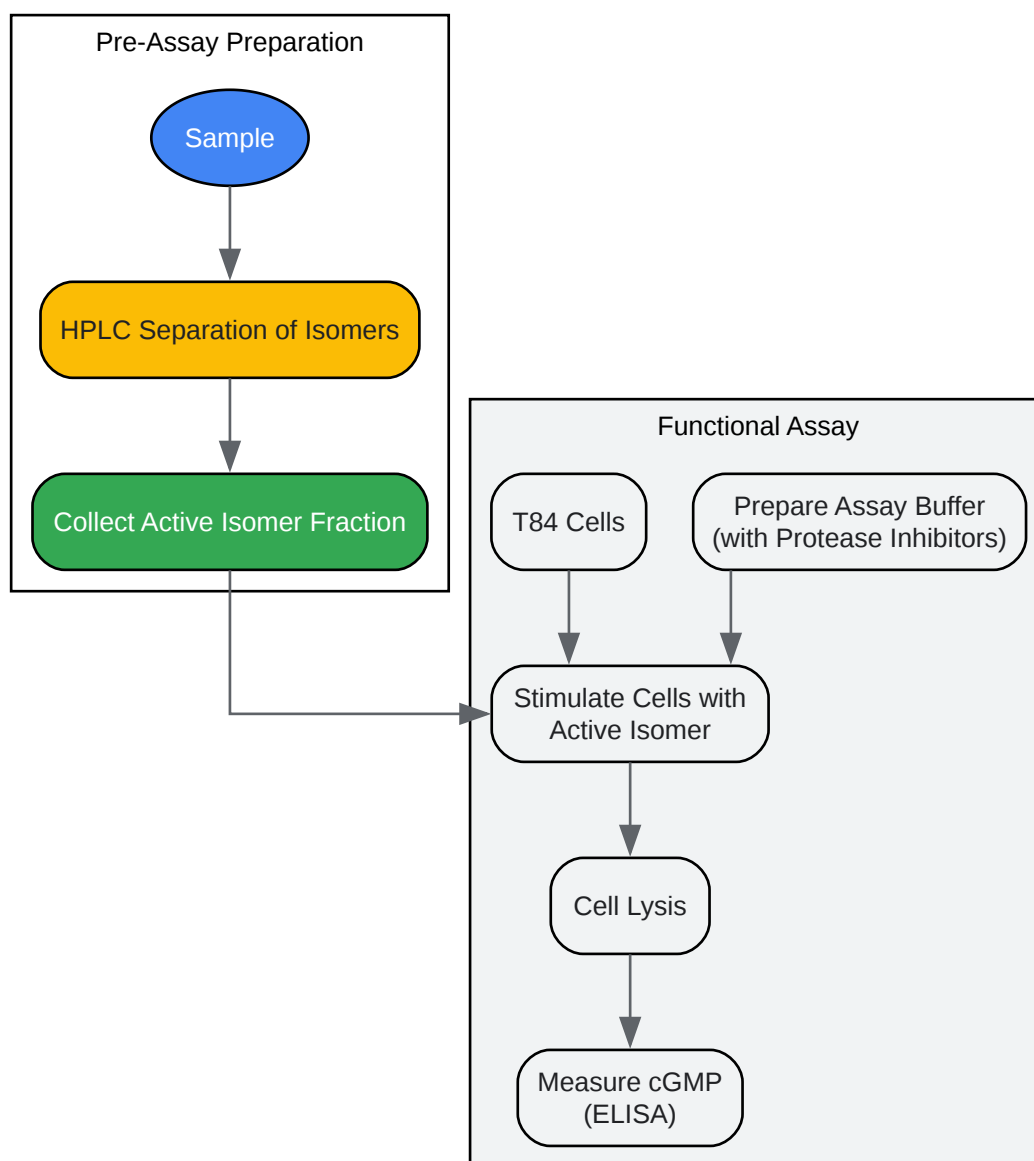 Pre-Assay Preparation
Sample
HPLC Separation of Isomers
Collect Active Isomer Fraction
Functional Assay
T84 Cells
Prepare Assay Buffer
(with Protease Inhibitors)
Stimulate Cells with
Active Isomer
Cell Lysis
Measure cGMP
(ELISA)